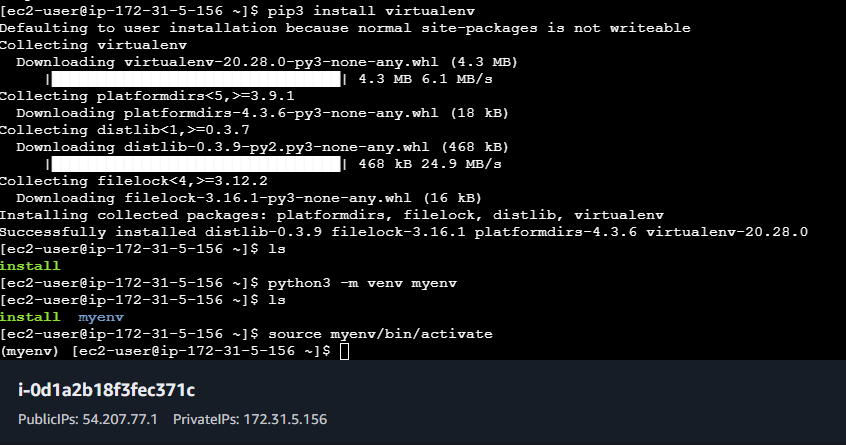 [ec2-user@ip-172-31-5-156 ~]$ pip3 install virtualenv
Defaulting to user installation because normal site-packages is not writeable
Collecting virtualenv
  Downloading virtualenv-20.28.0-py3-none-any.whl (4.3 MB)
     |████████████████████████████████| 4.3 MB 6.1 MB/s
Collecting platformdirs<5,>=3.9.1
  Downloading platformdirs-4.3.6-py3-none-any.whl (18 kB)
Collecting distlib<1,>=0.3.7
  Downloading distlib-0.3.9-py2.py3-none-any.whl (468 kB)
     |████████████████████████████████| 468 kB 24.9 MB/s
Collecting filelock<4,>=3.12.2
  Downloading filelock-3.16.1-py3-none-any.whl (16 kB)
Installing collected packages: platformdirs, filelock, distlib, virtualenv
Successfully installed distlib-0.3.9 filelock-3.16.1 platformdirs-4.3.6 virtualenv-20.28.0
[ec2-user@ip-172-31-5-156 ~]$ ls
install
[ec2-user@ip-172-31-5-156 ~]$ python3 -m venv myenv
[ec2-user@ip-172-31-5-156 ~]$ ls
install  myenv
[ec2-user@ip-172-31-5-156 ~]$ source myenv/bin/activate
(myenv) [ec2-user@ip-172-31-5-156 ~]$
i-0d1a2b18f3fec371c
PublicIPs: 54.207.77.1    PrivateIPs: 172.31.5.156